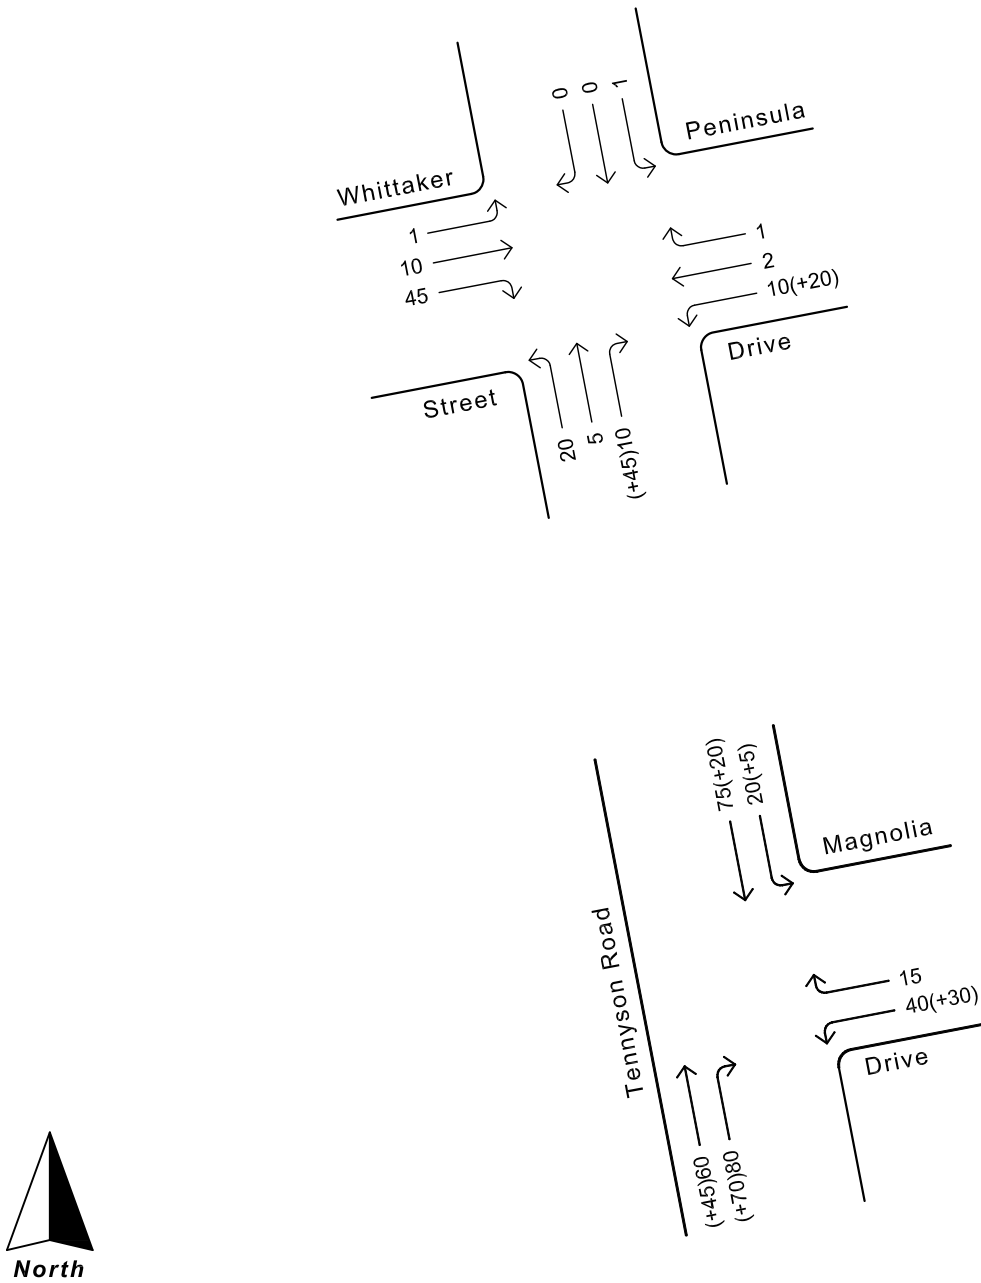 0
0
1
Peninsula
Whittaker
1
10
45
1
2
10(+20)
Drive
Street
20
5
(+45)10
75(+20)
20(+5)
Magnolia
Tennyson Road
15
40(+30)
Drive
(+45)60
(+70)80
North